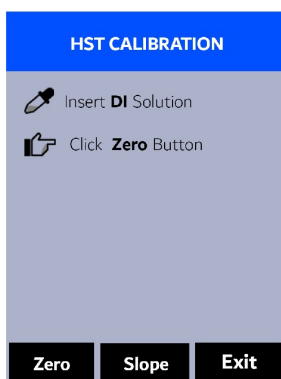 HST CALIBRATION
Insert DI Solution
Click Zero Button
Zero Slope Exit